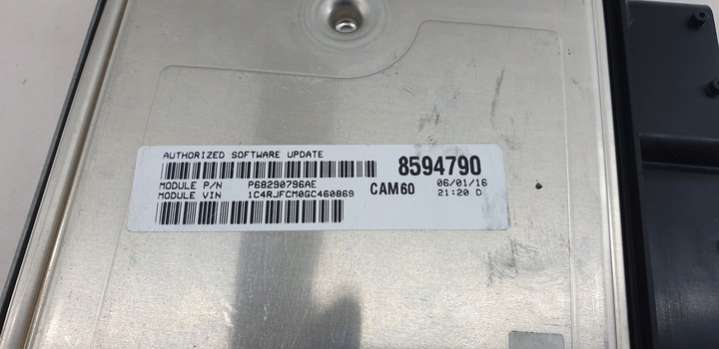 AUTHORIZED SOFTWARE UPDATE
8594790
MODULE P/N P68290796AE
MODULE VIN 1C4RJFCM0GC460869
CAM60
06/01/16
21:20 D